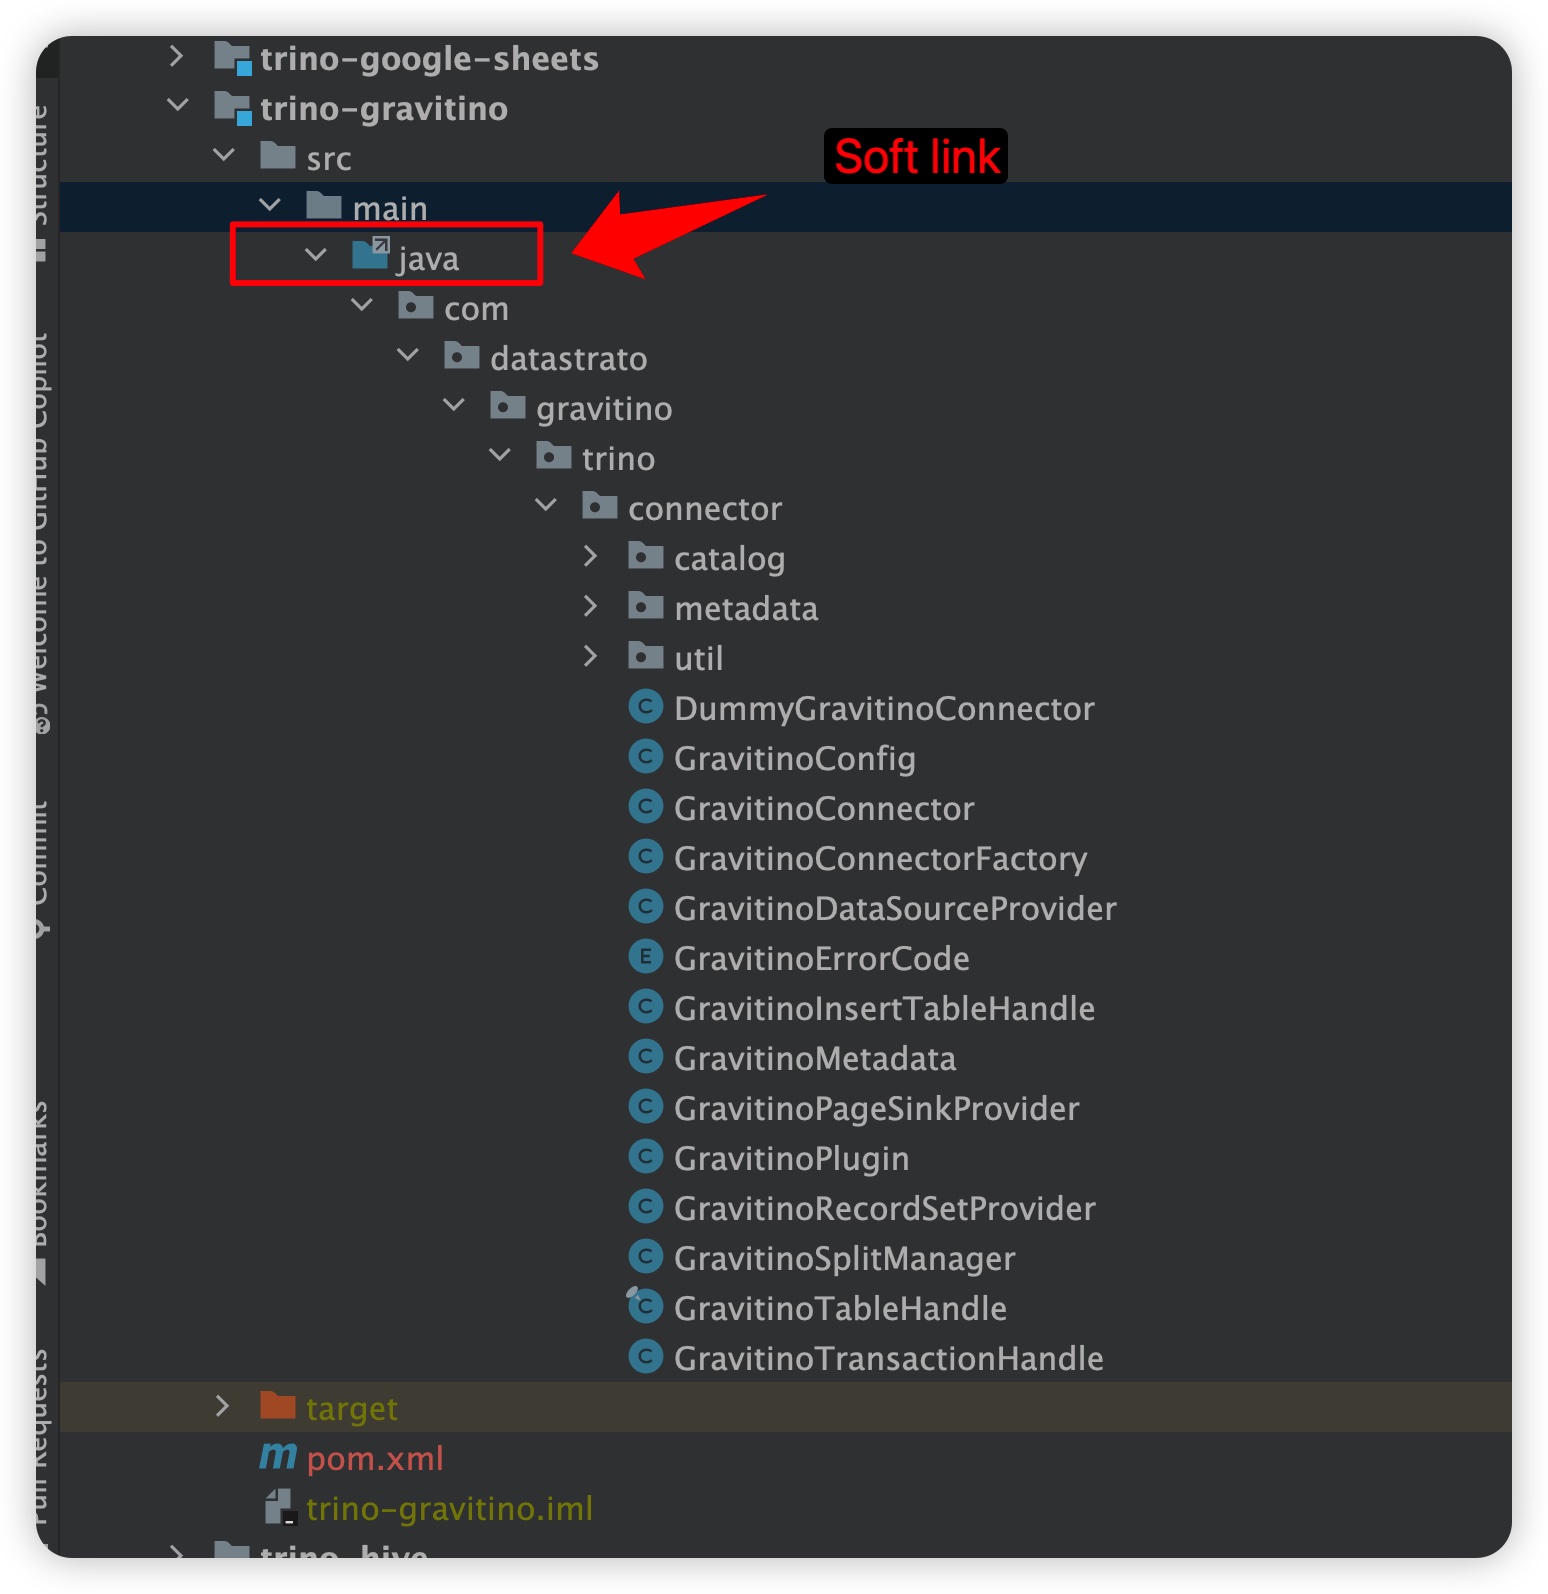 trino-google-sheets
trino-gravitino
src
Soft link
main
java
com
datastrato
gravitino
trino
connector
catalog
metadata
util
DummyGravitinoConnector
GravitinoConfig
GravitinoConnector
GravitinoConnectorFactory
GravitinoDataSourceProvider
GravitinoErrorCode
GravitinoInsertTableHandle
GravitinoMetadata
GravitinoPageSinkProvider
GravitinoPlugin
GravitinoRecordSetProvider
GravitinoSplitManager
GravitinoTableHandle
GravitinoTransactionHandle
target
pom.xml
trino-gravitino.iml
trino-hive
Structure
Welcome to GitHub Copilot
Commit
Bookmarks
Pull Requests